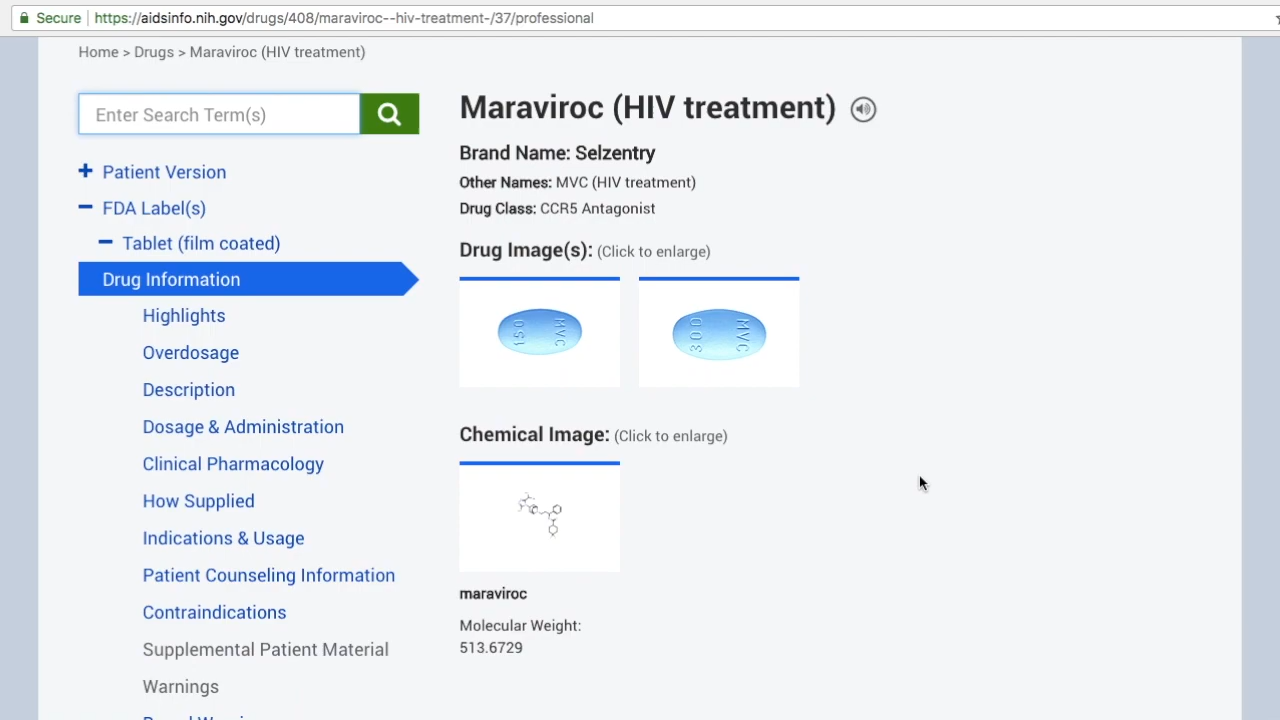 Secure https://aidsinfo.nih.gov/drugs/408/maraviroc--hiv-treatment-/37/professional
Home > Drugs > Maraviroc (HIV treatment)
Enter Search Term(s)
Patient Version
FDA Label(s)
Tablet (film coated)
Drug Information
Highlights
Overdosage
Description
Dosage & Administration
Clinical Pharmacology
How Supplied
Indications & Usage
Patient Counseling Information
Contraindications
Supplemental Patient Material
Warnings
Maraviroc (HIV treatment)
Brand Name: Selzentry
Other Names: MVC (HIV treatment)
Drug Class: CCR5 Antagonist
Drug Image(s): (Click to enlarge)
150 MVC
300 MVC
Chemical Image: (Click to enlarge)
maraviroc
Molecular Weight:
513.6729